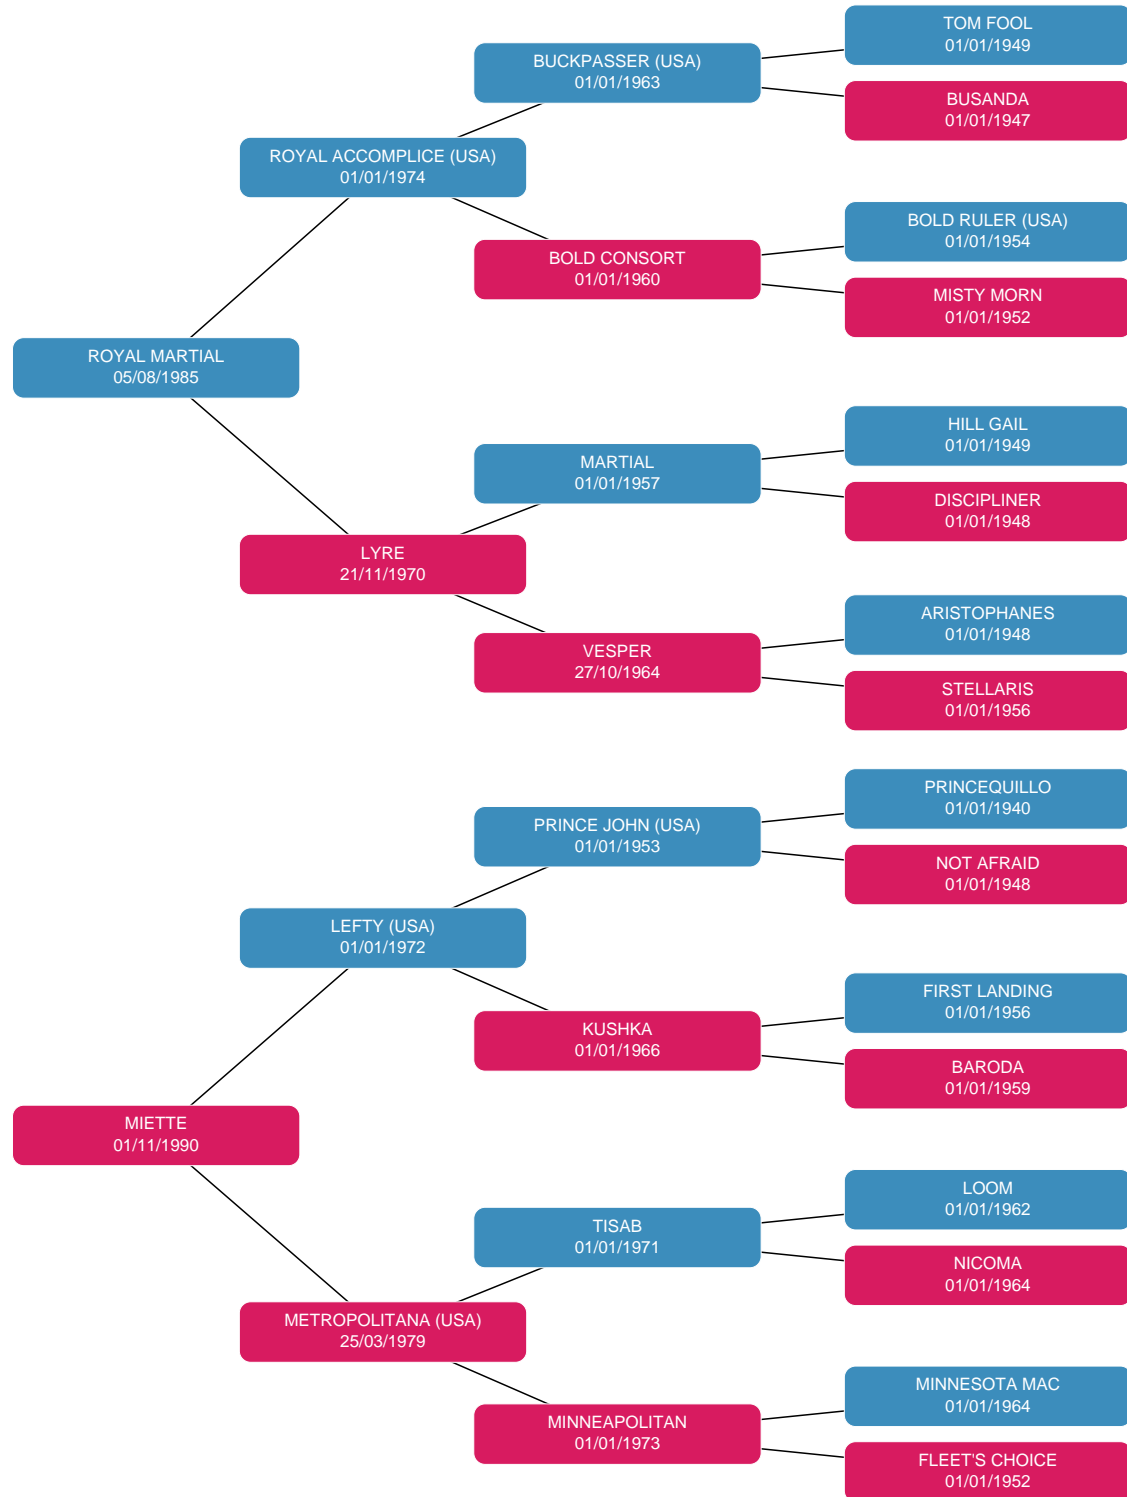 TOM FOOL
01/01/1949
BUCKPASSER (USA)
01/01/1963
BUSANDA
01/01/1947
ROYAL ACCOMPLICE (USA)
01/01/1974
BOLD RULER (USA)
01/01/1954
BOLD CONSORT
01/01/1960
MISTY MORN
01/01/1952
ROYAL MARTIAL
05/08/1985
HILL GAIL
01/01/1949
MARTIAL
01/01/1957
DISCIPLINER
01/01/1948
LYRE
21/11/1970
ARISTOPHANES
01/01/1948
VESPER
27/10/1964
STELLARIS
01/01/1956
PRINCEQUILLO
01/01/1940
PRINCE JOHN (USA)
01/01/1953
NOT AFRAID
01/01/1948
LEFTY (USA)
01/01/1972
FIRST LANDING
01/01/1956
KUSHKA
01/01/1966
BARODA
01/01/1959
MIETTE
01/11/1990
LOOM
01/01/1962
TISAB
01/01/1971
NICOMA
01/01/1964
METROPOLITANA (USA)
25/03/1979
MINNESOTA MAC
01/01/1964
MINNEAPOLITAN
01/01/1973
FLEET'S CHOICE
01/01/1952